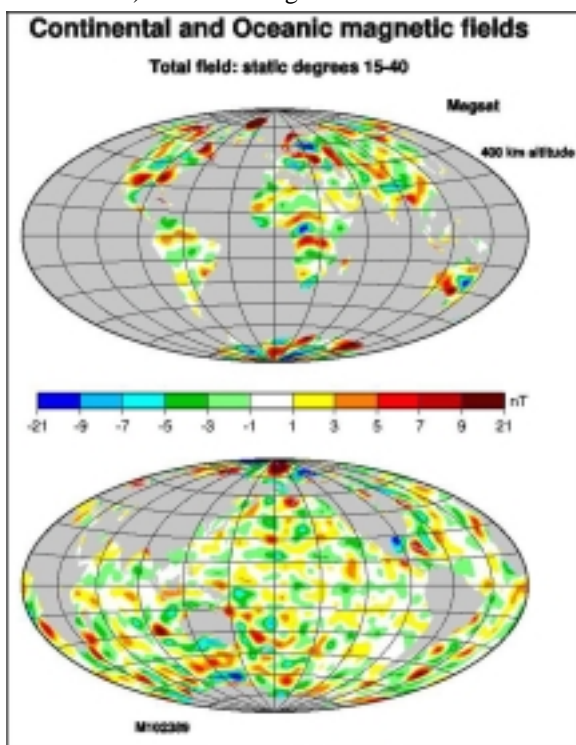 Continental and Oceanic magnetic fields
Total field: static degrees 15-40
Magsat
400 km altitude
nT
-21 -9 -7 -5 -3 -1 1 3 5 7 9 21
M102389